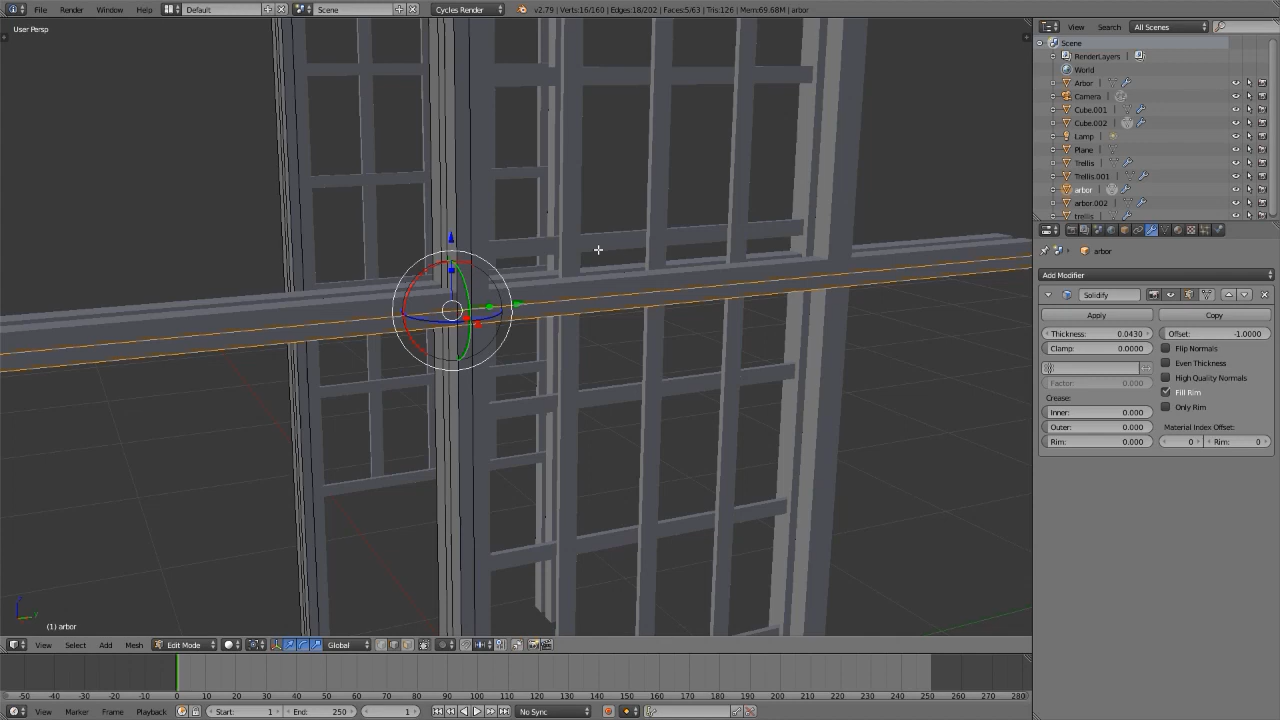 File Render Window Help Default Scene Cycles Render v2.79 | Verts:16/160 | Edges:18/202 | Faces:5/63 | Tris:126 | Mem:69.68M | arbor
User Persp
View Search All Scenes
Scene
RenderLayers
World
Arbor
Camera
Cube.001
Cube.002
Lamp
Plane
Trellis
Trellis.001
arbor
arbor.002
trellis
arbor
Add Modifier
Solidify
Apply Copy
Thickness: 0.0430 Offset: -1.0000
Clamp: 0.0000 Flip Normals
Even Thickness
Factor: 0.000 High Quality Normals
Crease: Fill Rim
Inner: 0.000 Only Rim
Outer: 0.000 Material Index Offset:
Rim: 0.000 0 Rim: 0
(1) arbor
View Select Add Mesh Edit Mode Global
-50 -40 -30 -20 -10 0 10 20 30 40 50 60 70 80 90 100 110 120 130 140 150 160 170 180 190 200 210 220 230 240 250 260 270 280
View Marker Frame Playback Start: 1 End: 250 1 No Sync